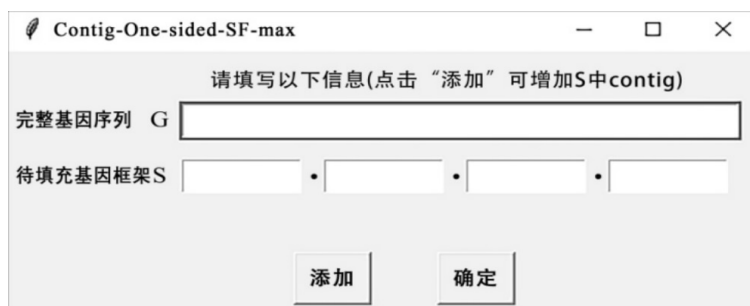 Contig-One-sided-SF-max
请填写以下信息(点击“添加”可增加S中contig)
完整基因序列 G
待填充基因框架S • • •
添加 确定